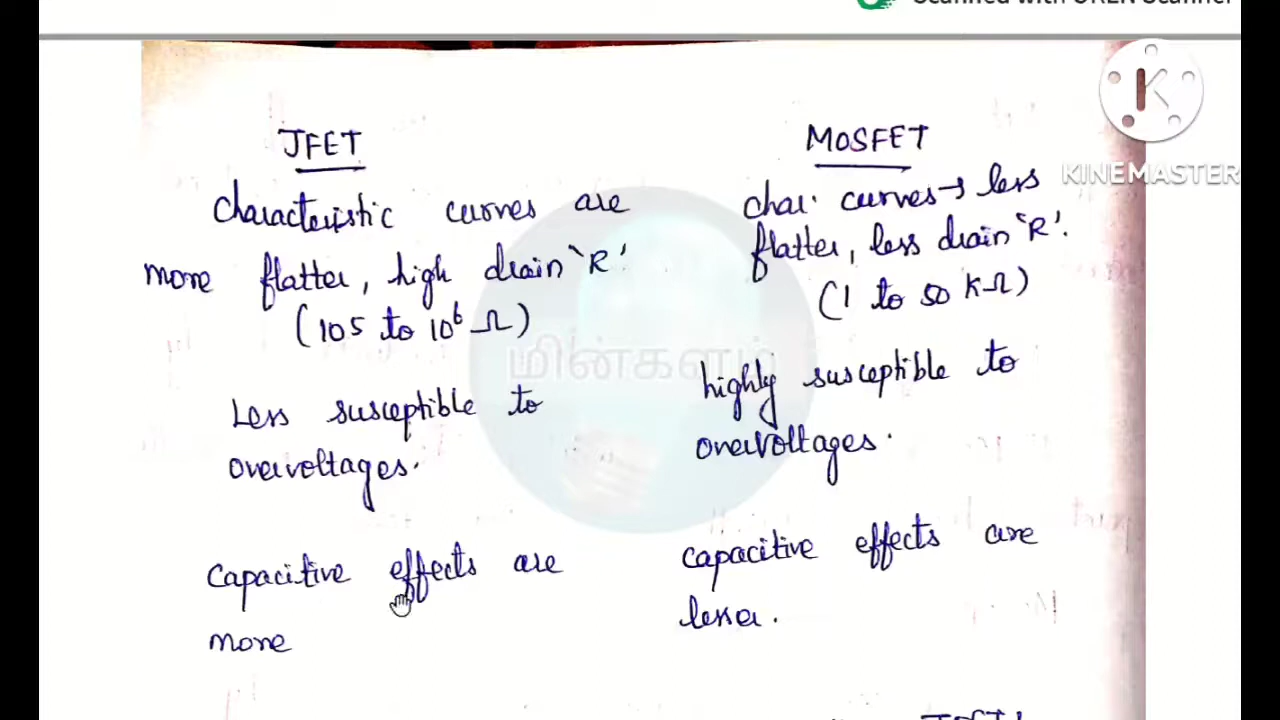 Scanned with OKEN Scanner
KINEMASTER
JFET
MOSFET
Characteristic curves are
more flatter, high drain 'R'
(105 to 10⁶ Ω)
char. curves → less
flatter, less drain 'R'.
(1 to 50 KΩ)
மின்களம்
Less susceptible to
overvoltages.
highly susceptible to
overvoltages.
Capacitive effects are
more
Capacitive effects are
lesser.